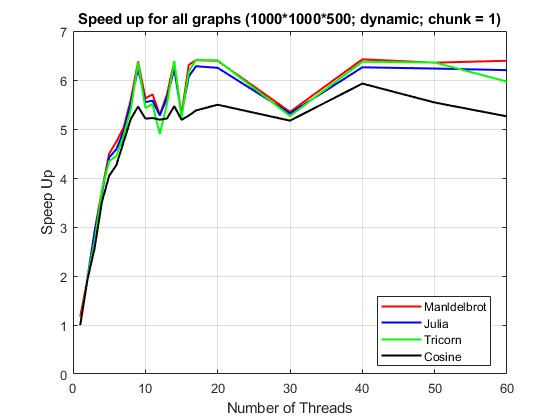 Speed up for all graphs (1000*1000*500; dynamic; chunk = 1)
7
6
5
4
3
2
1
0
Speep Up
0 10 20 30 40 50 60
Number of Threads
Manldelbrot
Julia
Tricorn
Cosine